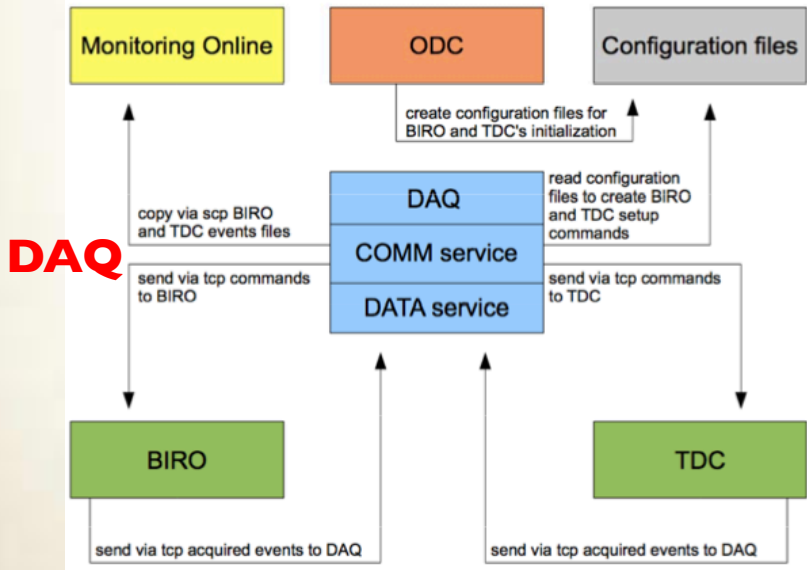 Monitoring Online
ODC
Configuration files
create configuration files for
BIRO and TDC's initialization
copy via scp BIRO
and TDC events files
DAQ
read configuration
files to create BIRO
and TDC setup
commands
DAQ
COMM service
DATA service
send via tcp commands
to BIRO
send via tcp commands
to TDC
BIRO
TDC
send via tcp acquired events to DAQ
send via tcp acquired events to DAQ